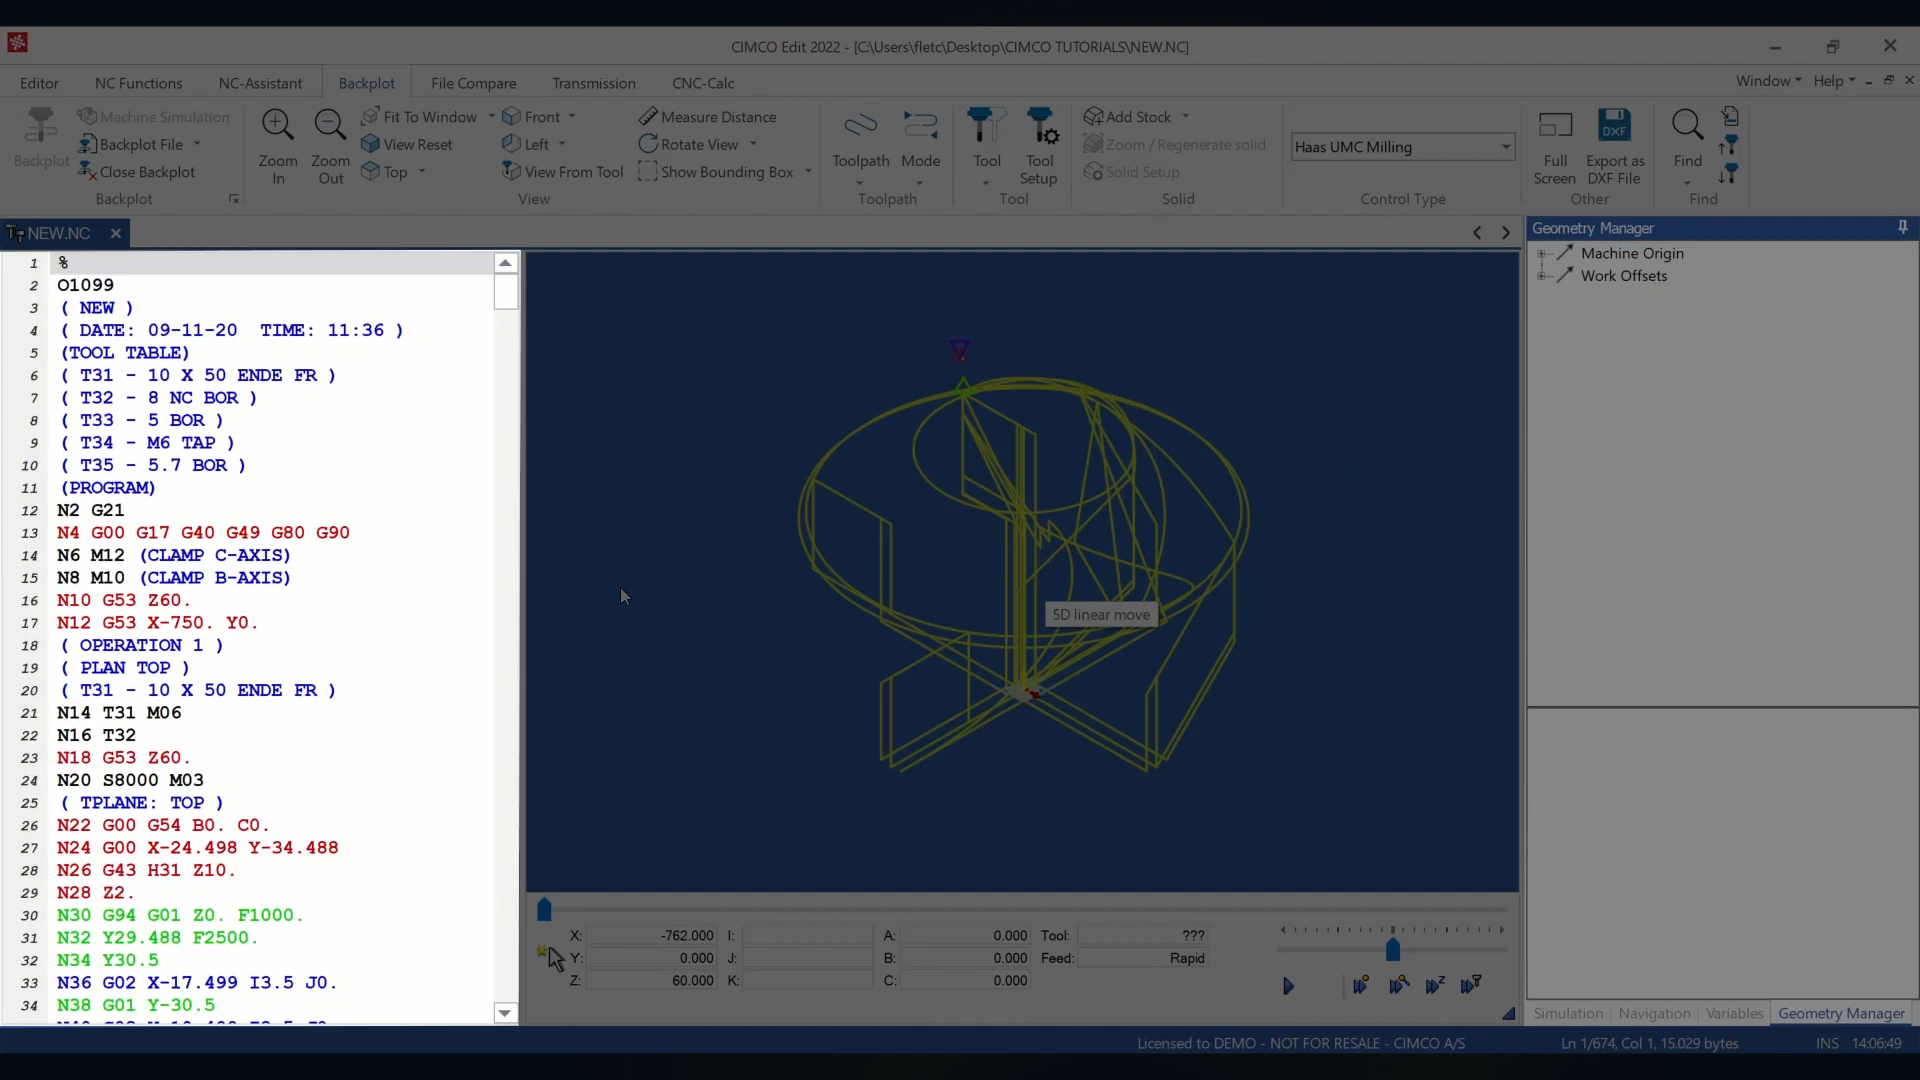 CIMCO Edit 2022 - [C:\Users\fletc\Desktop\CIMCO TUTORIALS\NEW.NC]
Editor NC Functions NC-Assistant Backplot File Compare Transmission CNC-Calc Window Help
Backplot
Machine Simulation
Backplot File
Close Backplot
Backplot
Zoom In
Zoom Out
Fit To Window
View Reset
Top
Front
Left
View From Tool
Measure Distance
Rotate View
Show Bounding Box
View
Toolpath
Mode
Toolpath
Tool
Tool Setup
Tool
Add Stock
Zoom / Regenerate solid
Solid Setup
Solid
Haas UMC Milling
Control Type
Full Screen
DXF
Export as DXF File
Other
Find
Find
NEW.NC
1 %
2 O1099
3 ( NEW )
4 ( DATE: 09-11-20 TIME: 11:36 )
5 (TOOL TABLE)
6 ( T31 - 10 X 50 ENDE FR )
7 ( T32 - 8 NC BOR )
8 ( T33 - 5 BOR )
9 ( T34 - M6 TAP )
10 ( T35 - 5.7 BOR )
11 (PROGRAM)
12 N2 G21
13 N4 G00 G17 G40 G49 G80 G90
14 N6 M12 (CLAMP C-AXIS)
15 N8 M10 (CLAMP B-AXIS)
16 N10 G53 Z60.
17 N12 G53 X-750. Y0.
18 ( OPERATION 1 )
19 ( PLAN TOP )
20 ( T31 - 10 X 50 ENDE FR )
21 N14 T31 M06
22 N16 T32
23 N18 G53 Z60.
24 N20 S8000 M03
25 ( TPLANE: TOP )
26 N22 G00 G54 B0. C0.
27 N24 G00 X-24.498 Y-34.488
28 N26 G43 H31 Z10.
29 N28 Z2.
30 N30 G94 G01 Z0. F1000.
31 N32 Y29.488 F2500.
32 N34 Y30.5
33 N36 G02 X-17.499 I3.5 J0.
34 N38 G01 Y-30.5
5D linear move
X: -762.000 I: A: 0.000 Tool: ???
Y: 0.000 J: B: 0.000 Feed: Rapid
Z: 60.000 K: C: 0.000
Geometry Manager
Machine Origin
Work Offsets
Simulation Navigation Variables Geometry Manager
Licensed to DEMO - NOT FOR RESALE - CIMCO A/S Ln 1/674, Col 1, 15.029 bytes INS 14:06:49